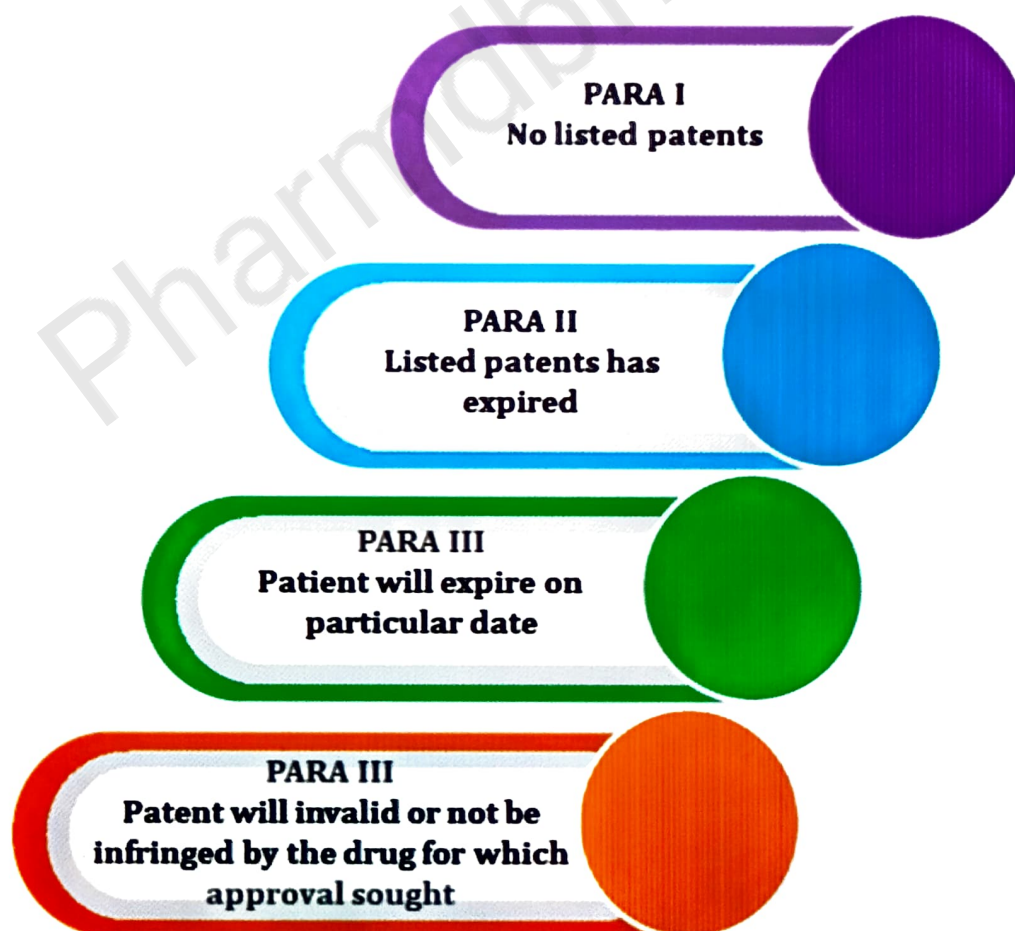 PARA I
No listed patents
PARA II
Listed patents has
expired
PARA III
Patient will expire on
particular date
PARA III
Patent will invalid or not be
infringed by the drug for which
approval sought